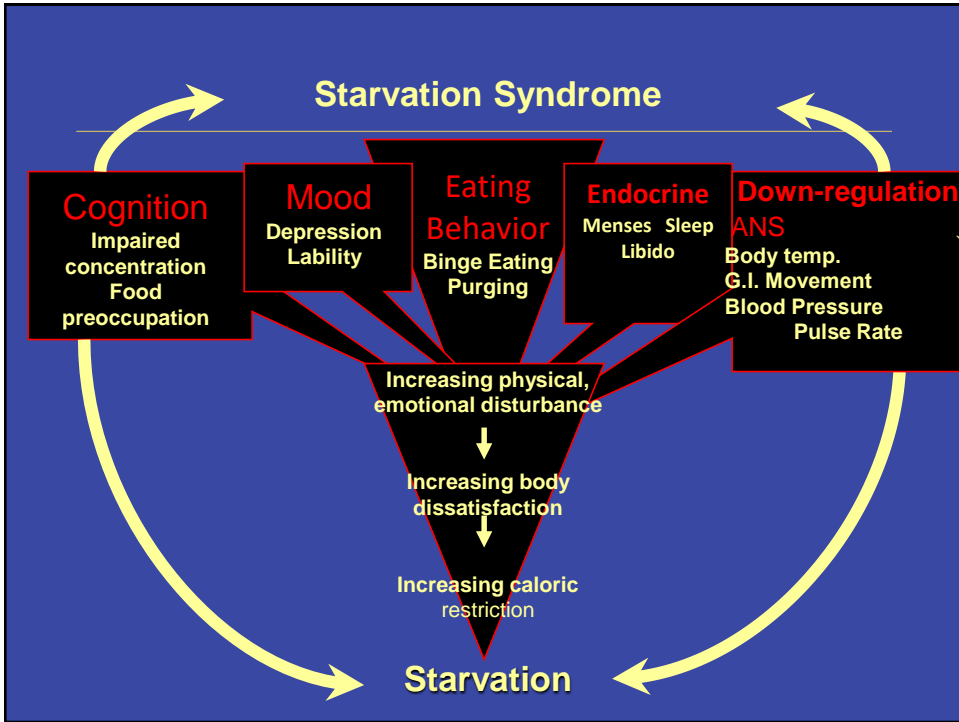 Starvation Syndrome
Cognition
Impaired
concentration
Food
preoccupation
Mood
Depression
Lability
Eating
Behavior
Binge Eating
Purging
Endocrine
Menses Sleep
Libido
Down-regulation
ANS
Body temp.
G.I. Movement
Blood Pressure
Pulse Rate
Increasing physical,
emotional disturbance
Increasing body
dissatisfaction
Increasing caloric
restriction
Starvation